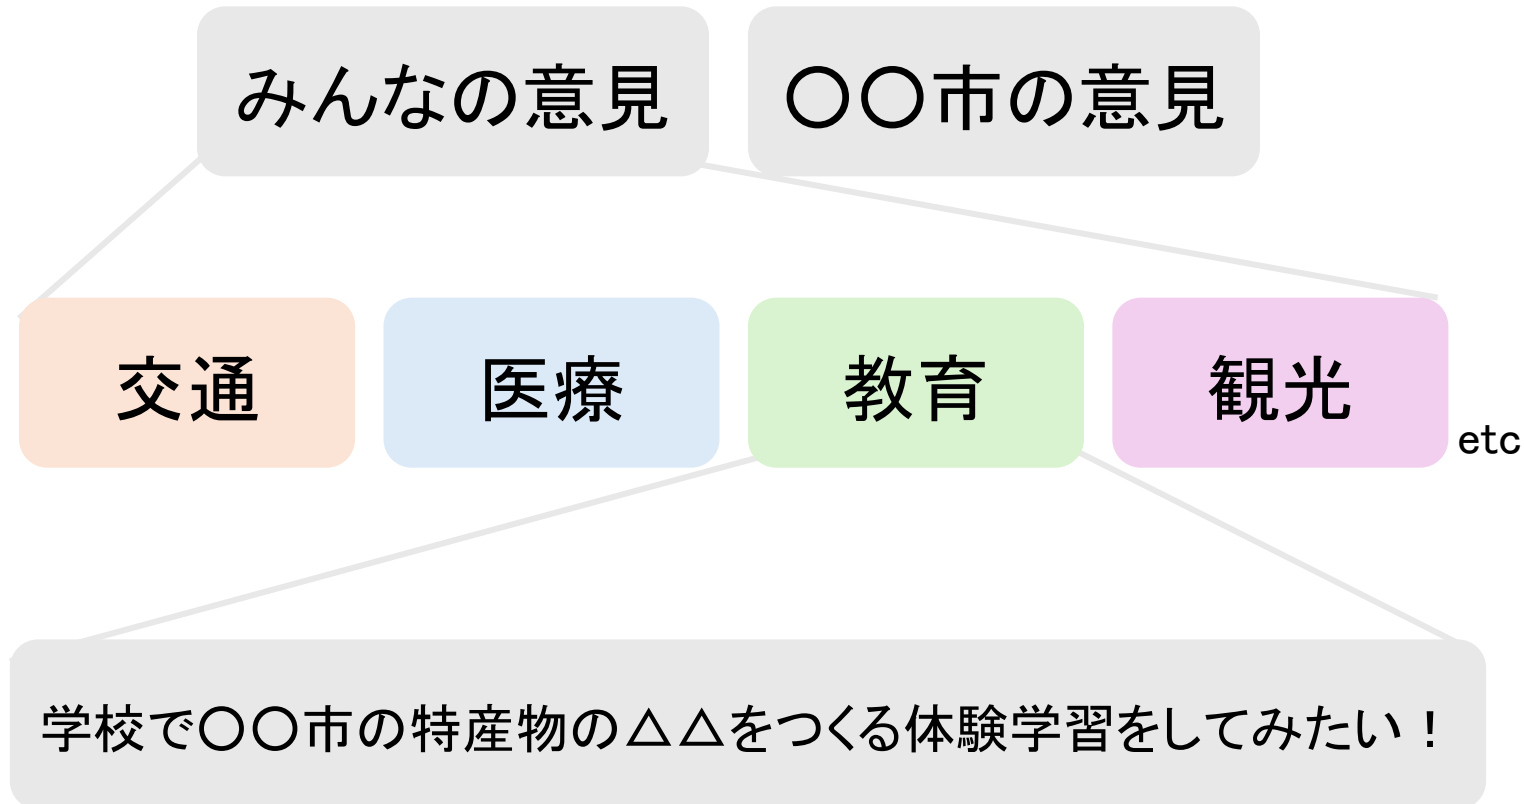 みんなの意見
〇〇市の意見
交通
医療
教育
観光
etc
学校で〇〇市の特産物の△△をつくる体験学習をしてみたい！